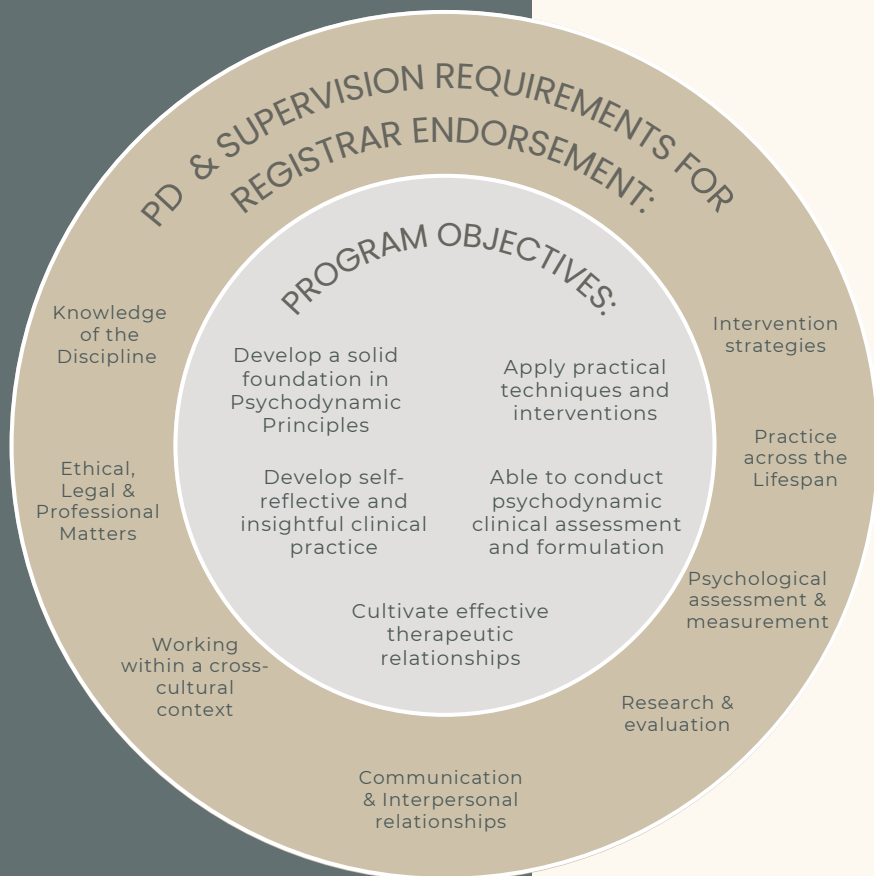 PD & SUPERVISION REQUIREMENTS FOR
REGISTRAR ENDORSEMENT:
Knowledge
of the
Discipline
Ethical,
Legal &
Professional
Matters
Working
within a cross-
cultural
context
Communication
& Interpersonal
relationships
Research &
evaluation
Psychological
assessment &
measurement
Practice
across the
Lifespan
Intervention
strategies
PROGRAM OBJECTIVES:
Develop a solid
foundation in
Psychodynamic
Principles
Apply practical
techniques and
interventions
Develop self-
reflective and
insightful clinical
practice
Able to conduct
psychodynamic
clinical assessment
and formulation
Cultivate effective
therapeutic
relationships